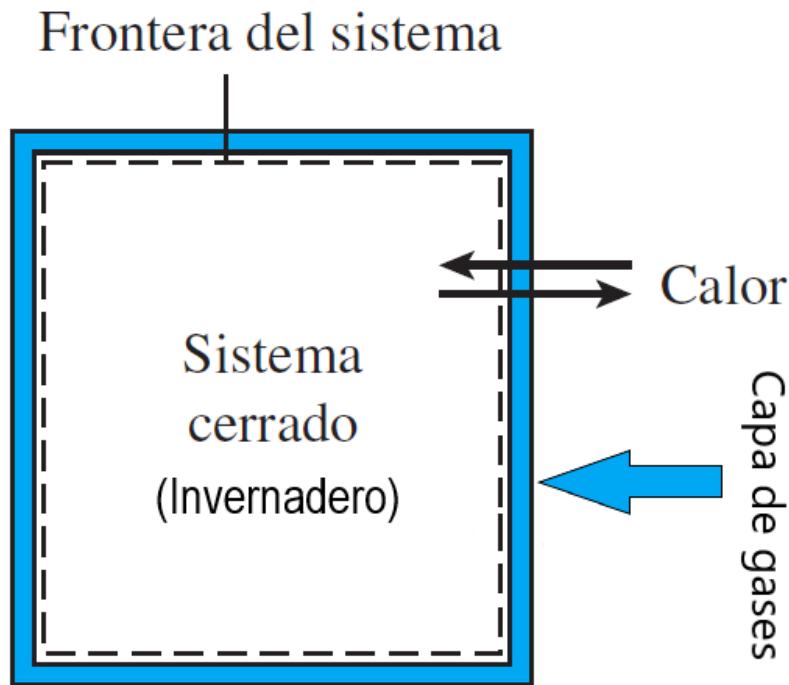 Frontera del sistema
Calor
Sistema
cerrado
(Invernadero)
Capa de gases